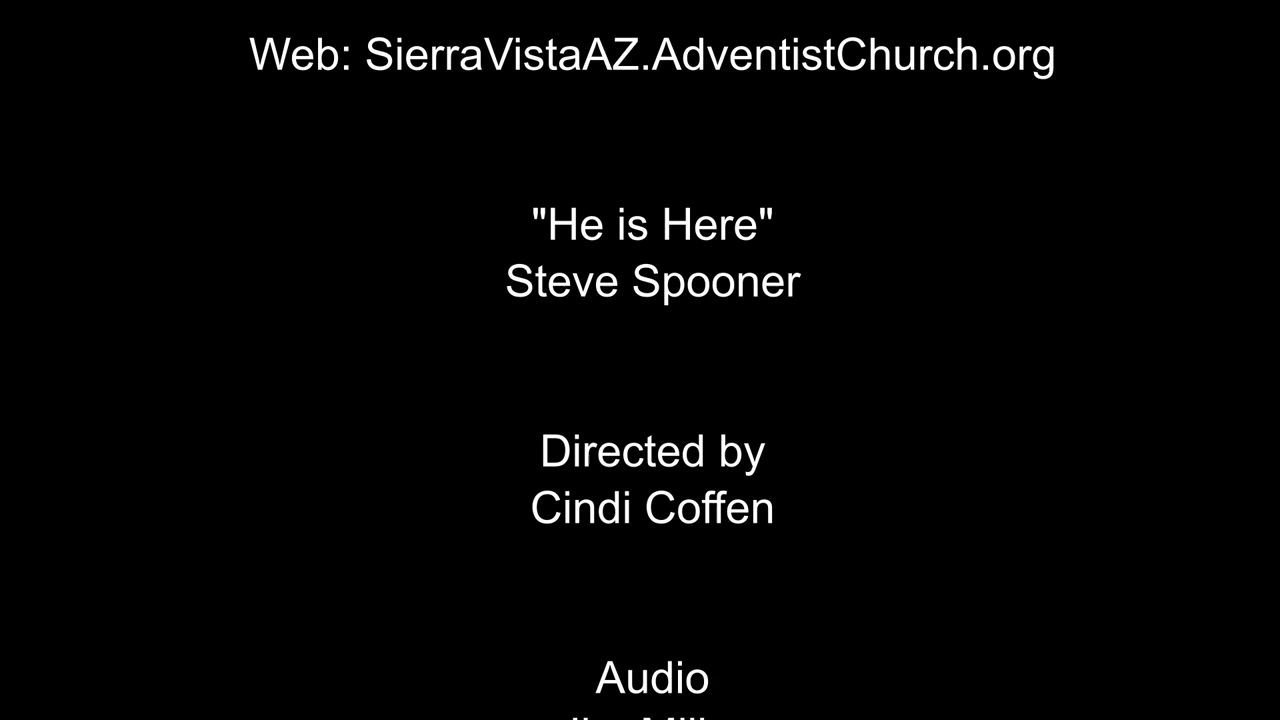 Web: SierraVistaAZ.AdventistChurch.org
"He is Here"
Steve Spooner
Directed by
Cindi Coffen
Audio